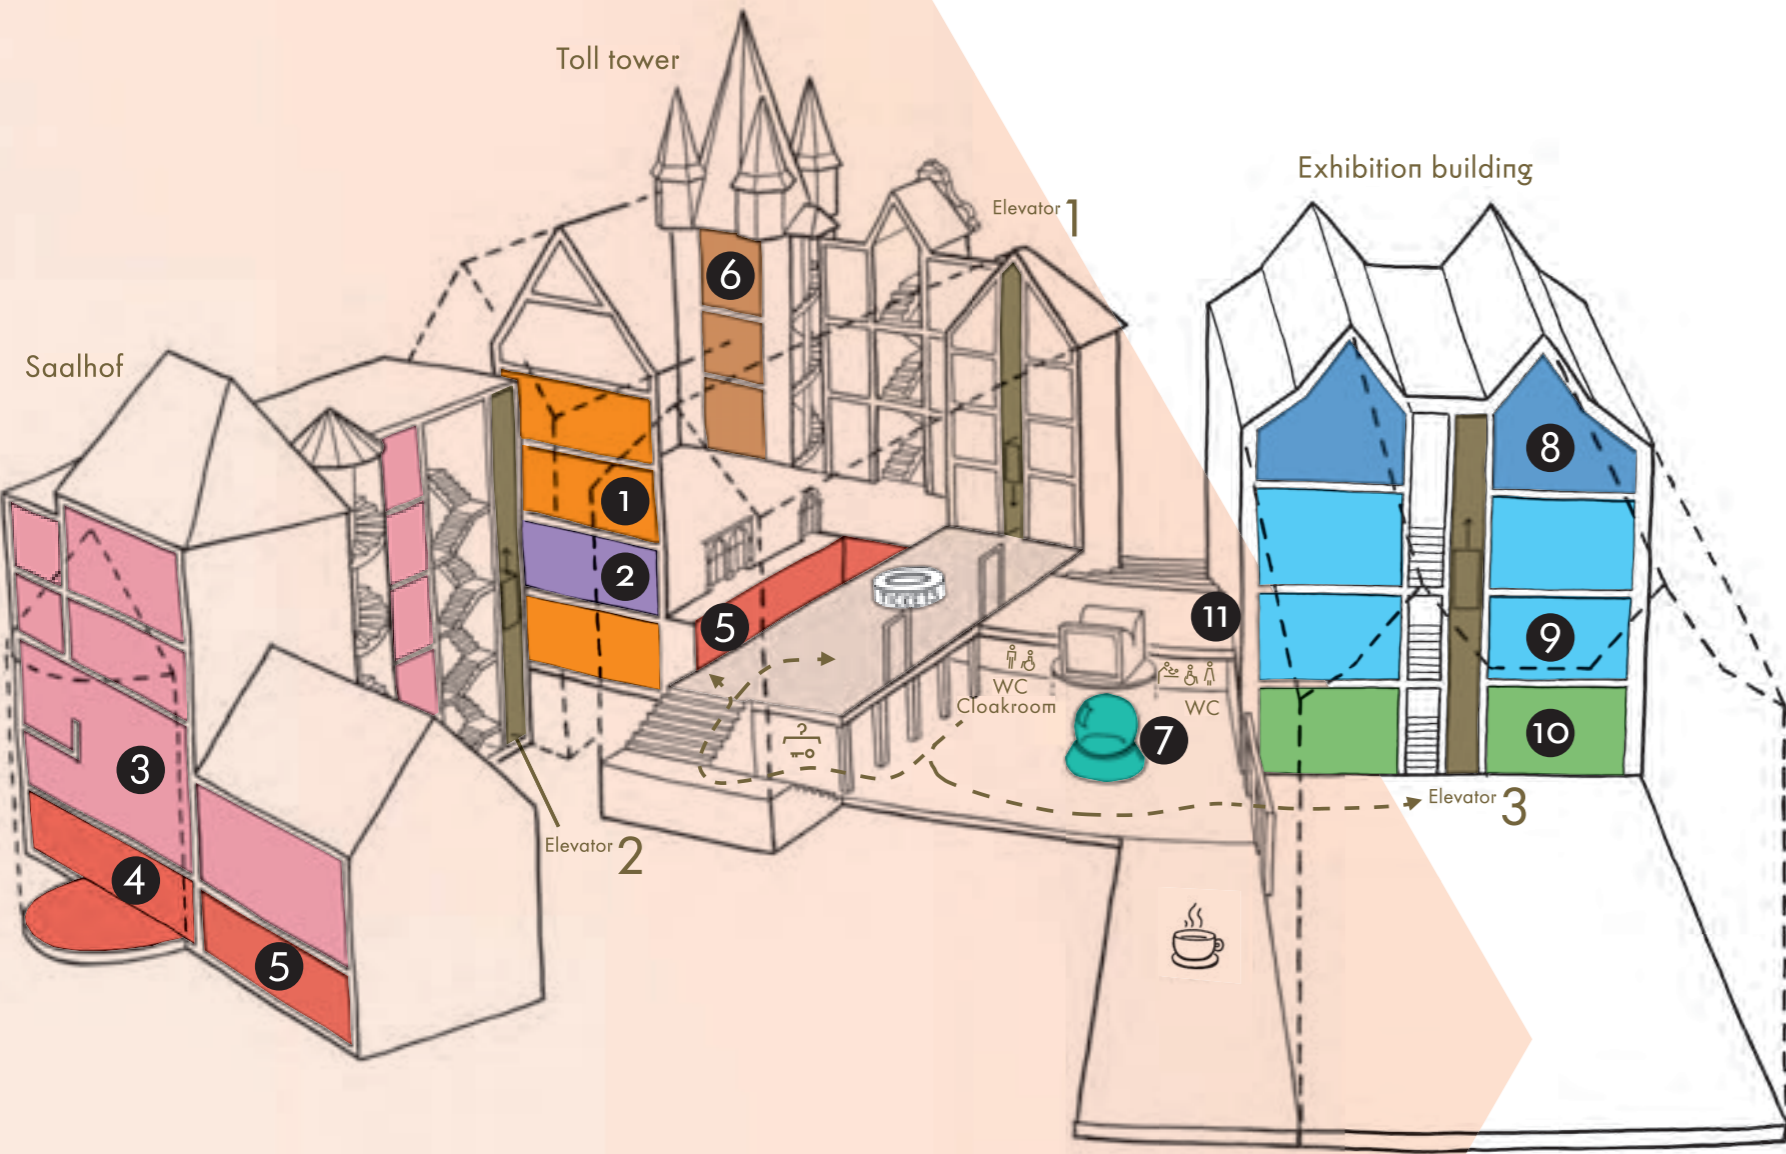 Toll tower
Exhibition building
Elevator 1
6
Saalhof
8
1
2
5
11
9
WC
Cloakroom
WC
7
10
3
?
Elevator 3
Elevator 2
4
5